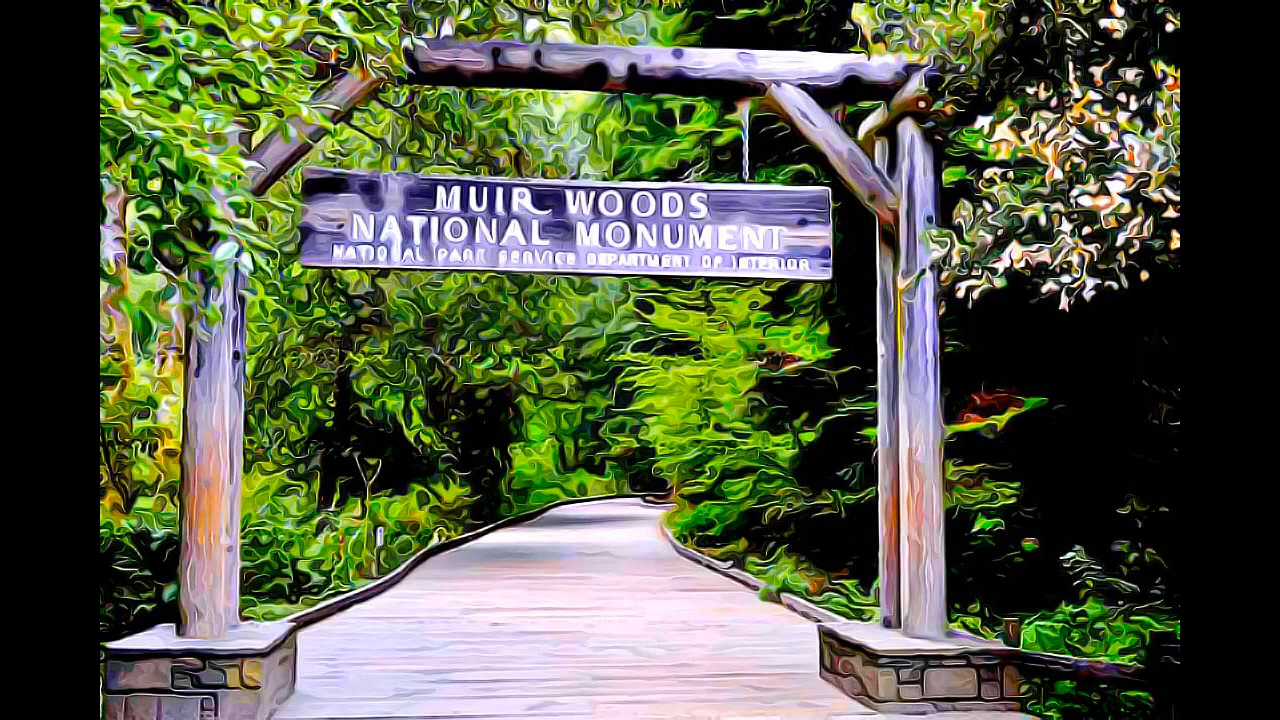 MUIR WOODS
NATIONAL MONUMENT
NATIONAL PARK SERVICE DEPARTMENT OF INTERIOR